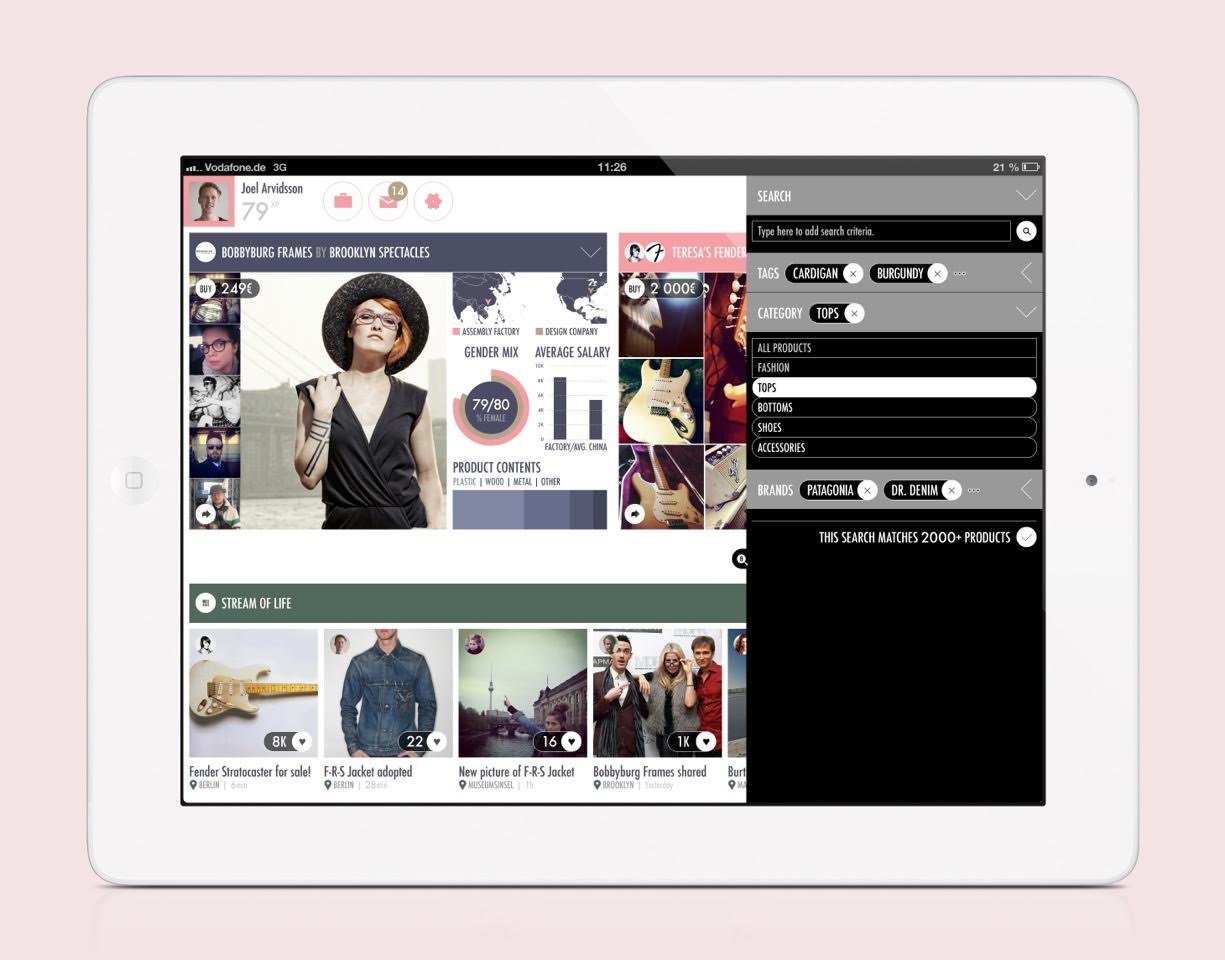 Vodafone.de 3G
11:26
21 %
Joel Arvidsson
79 XP
14
BOBBYBURG FRAMES BY BROOKLYN SPECTACLES
BUY 249€
ASSEMBLY FACTORY
DESIGN COMPANY
GENDER MIX
79/80
% FEMALE
AVERAGE SALARY
10K
8K
6K
4K
2K
0
FACTORY/AVG. CHINA
PRODUCT CONTENTS
PLASTIC | WOOD | METAL | OTHER
TERESA'S FENDER
BUY 2 000€
SEARCH
Type here to add search criteria.
TAGS CARDIGAN BURGUNDY
CATEGORY TOPS
ALL PRODUCTS
FASHION
TOPS
BOTTOMS
SHOES
ACCESSORIES
BRANDS PATAGONIA DR. DENIM
THIS SEARCH MATCHES 2000+ PRODUCTS
STREAM OF LIFE
8K
Fender Stratocaster for sale!
BERLIN | 6min
22
F-R-S Jacket adopted
BERLIN | 28min
16
New picture of F-R-S Jacket
MUSEUMSINSEL | 1h
1K
Bobbyburg Frames shared
BROOKLYN | Yesterday
Burt
MA